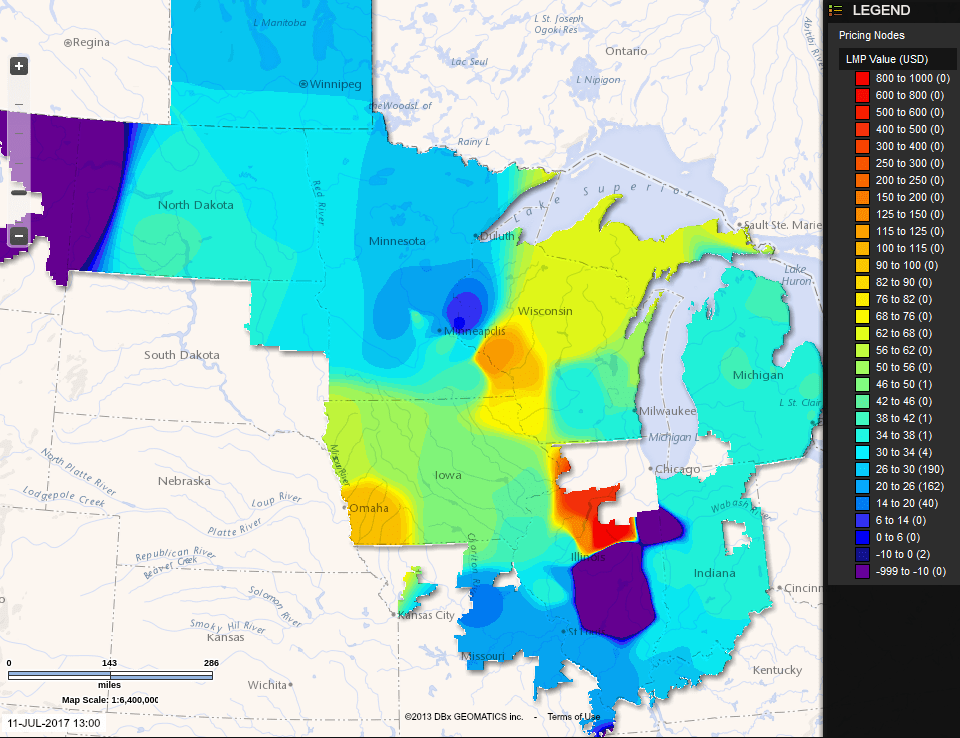 L Manitoba
L St. Joseph
Ogoki Res
Regina
Ontario
Lac Seul
L Nipigon
Winnipeg
theWoodsL of
Rainy L
Abitibi River
Red River
Lake Superior
North Dakota
Minnesota
Duluth
Sault Ste. Marie
Lake
Huron
Wisconsin
Minneapolis
South Dakota
Michigan
L St. Clair
Milwaukee
Michigan L
Missouri River
North Platte River
Lodgepole Creek
Nebraska
Loup River
Iowa
Chicago
Omaha
Platte River
Wabash River
Republican River
Beaver Creek
Chariton R
Illinois
Indiana
Cincinn
Solomon River
Kansas City
Smoky Hill River
Kansas
St Louis
Missouri
Kentucky
Wichita
0 143 286
miles
Map Scale: 1:6,400,000
11-JUL-2017 13:00
©2013 DBx GEOMATICS inc. - Terms of Use
LEGEND
Pricing Nodes
LMP Value (USD)
800 to 1000 (0)
600 to 800 (0)
500 to 600 (0)
400 to 500 (0)
300 to 400 (0)
250 to 300 (0)
200 to 250 (0)
150 to 200 (0)
125 to 150 (0)
115 to 125 (0)
100 to 115 (0)
90 to 100 (0)
82 to 90 (0)
76 to 82 (0)
68 to 76 (0)
62 to 68 (0)
56 to 62 (0)
50 to 56 (0)
46 to 50 (1)
42 to 46 (0)
38 to 42 (1)
34 to 38 (1)
30 to 34 (4)
26 to 30 (190)
20 to 26 (162)
14 to 20 (40)
6 to 14 (0)
0 to 6 (0)
-10 to 0 (2)
-999 to -10 (0)